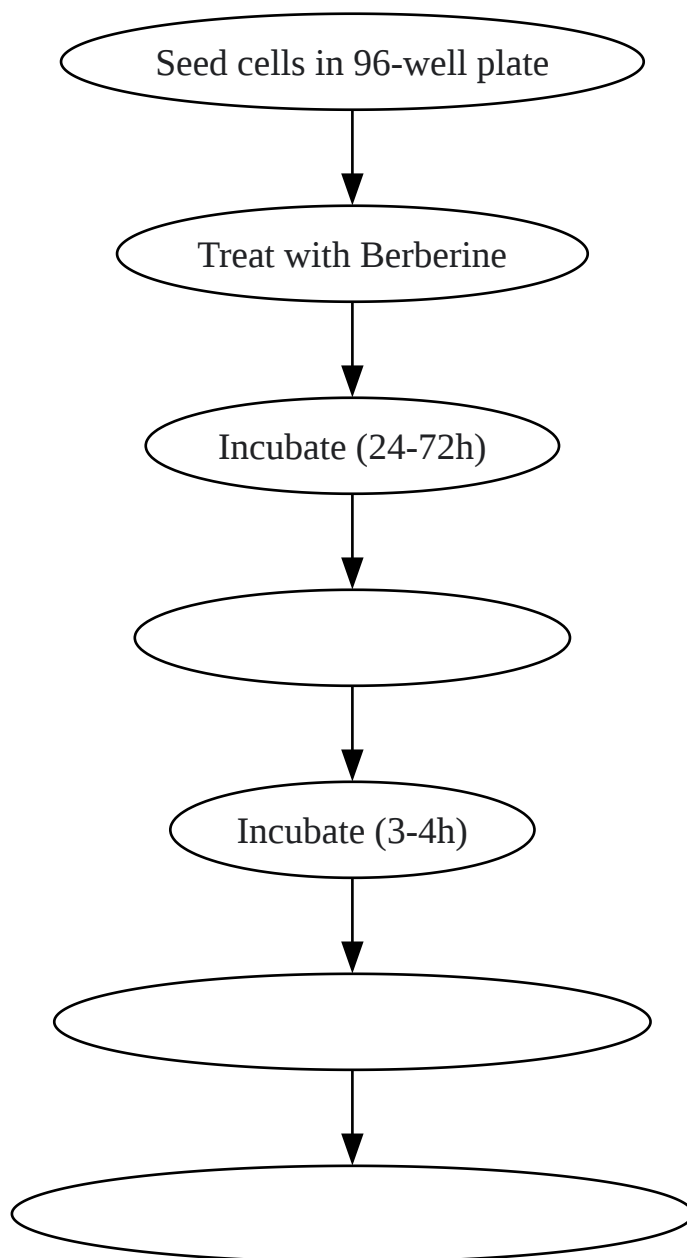 Seed cells in 96-well plate
Treat with Berberine
Incubate (24-72h)
Incubate (3-4h)